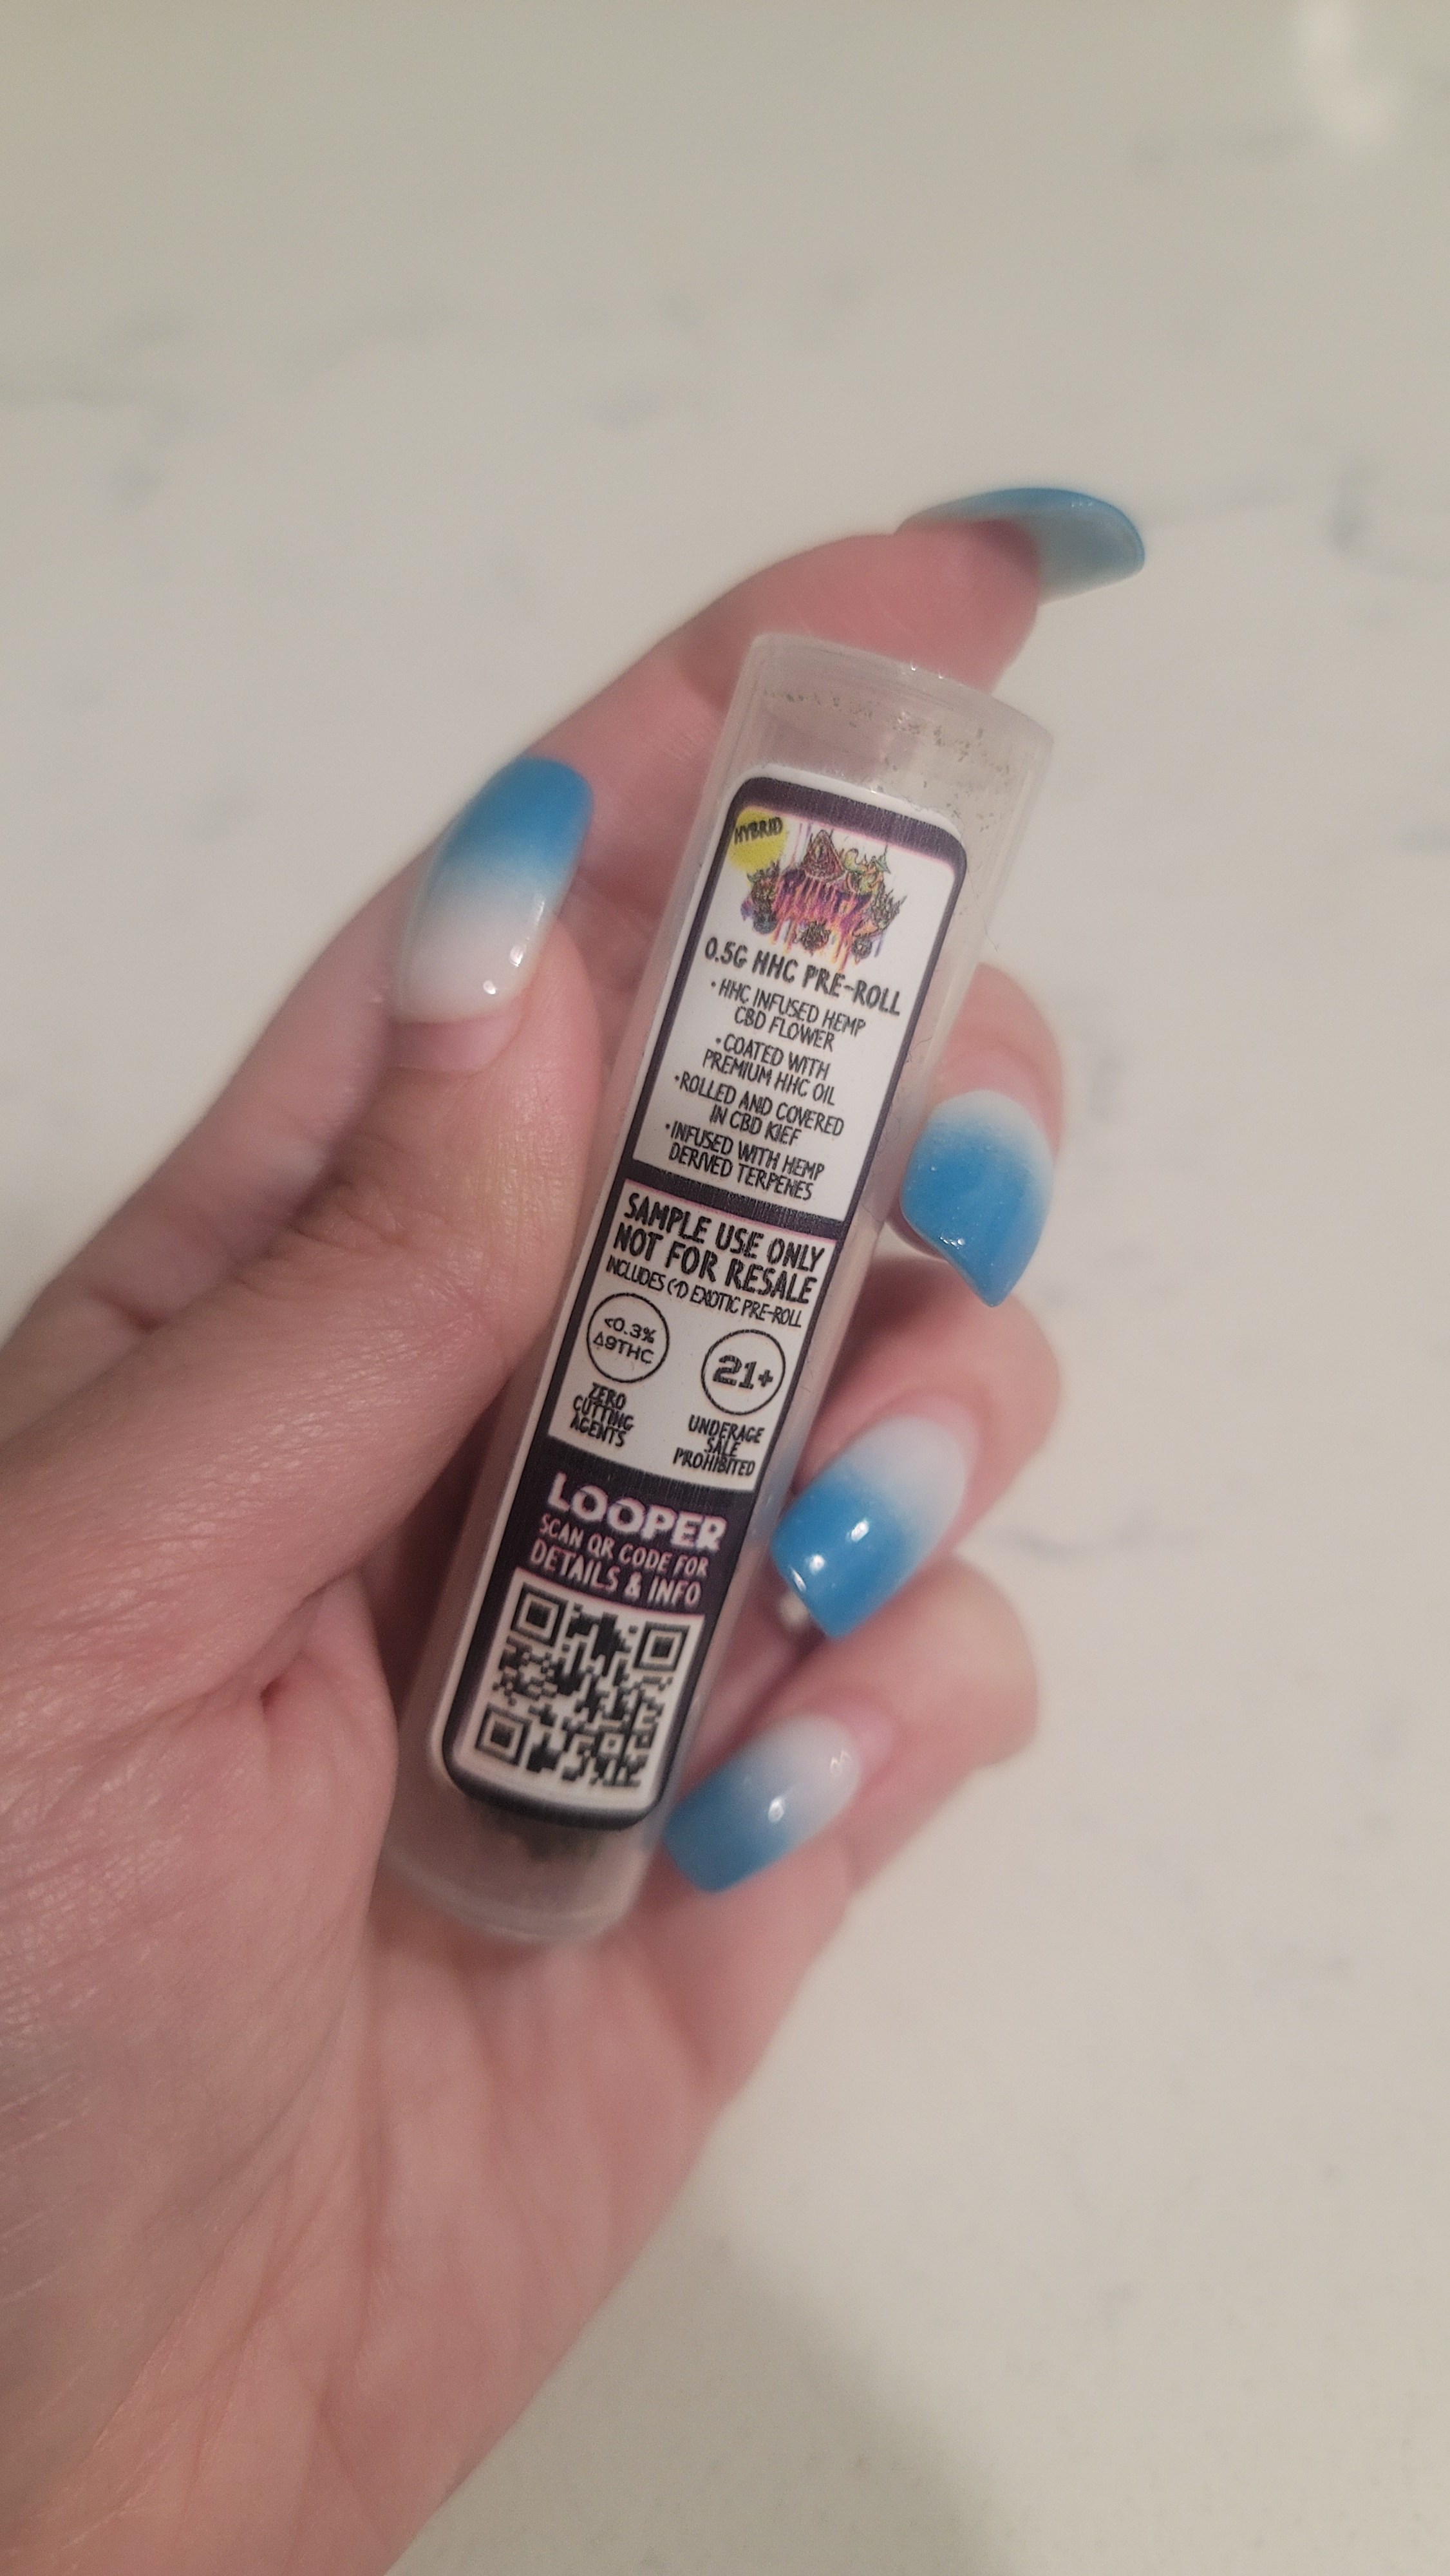 HYBRID
RUNTZ
0.5G HHC PRE-ROLL
•HHC INFUSED HEMP
CBD FLOWER
•COATED WITH
PREMIUM HHC OIL
•ROLLED AND COVERED
IN CBD KIEF
•INFUSED WITH HEMP
DERIVED TERPENES
SAMPLE USE ONLY
NOT FOR RESALE
INCLUDES (1) EXOTIC PRE-ROLL
<0.3%
Δ9THC
21+
ZERO
CUTTING
AGENTS
UNDERAGE
SALE
PROHIBITED
LOOPER
SCAN QR CODE FOR
DETAILS & INFO